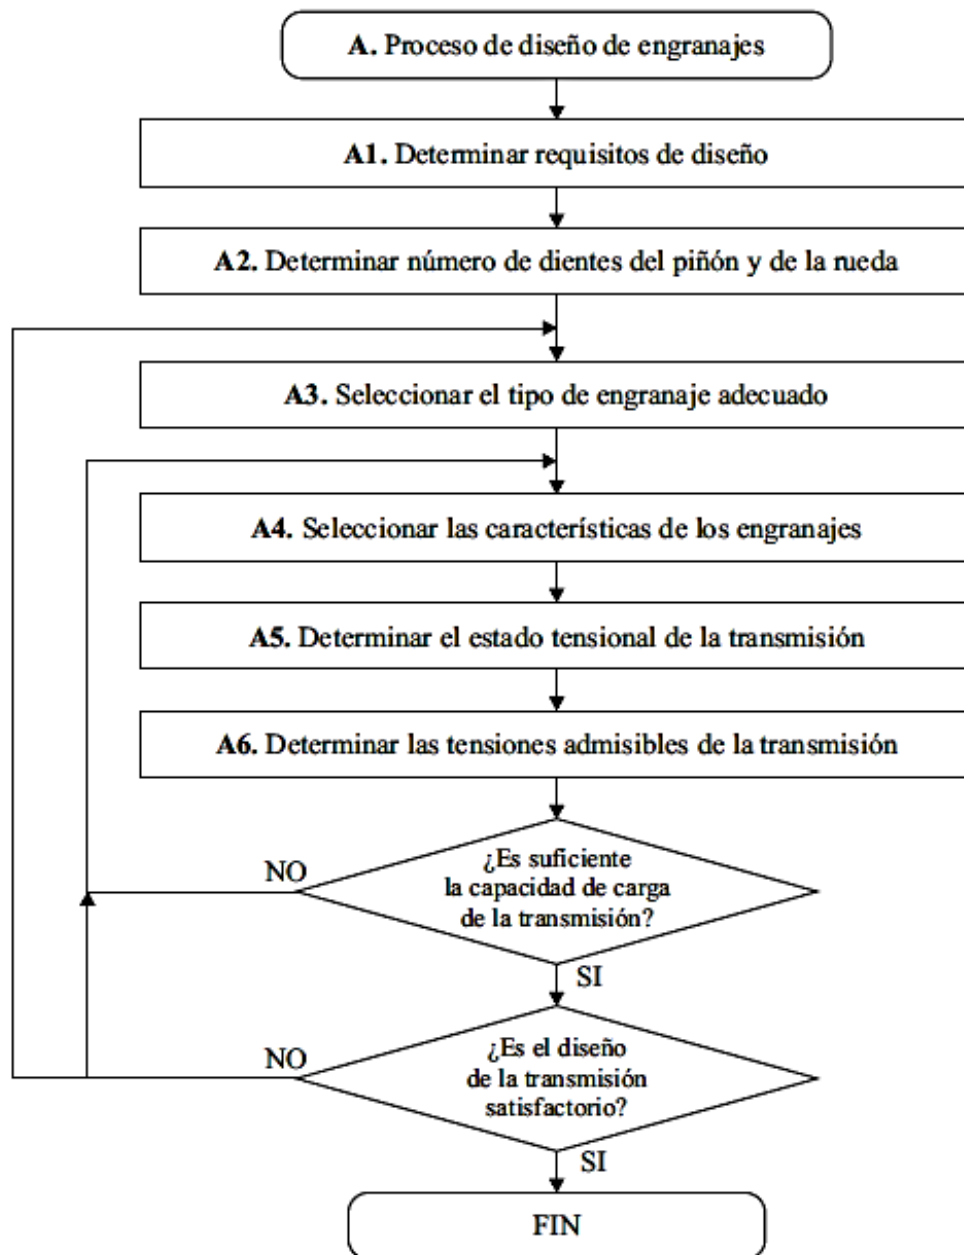 A. Proceso de diseño de engranajes
A1. Determinar requisitos de diseño
A2. Determinar número de dientes del piñón y de la rueda
A3. Seleccionar el tipo de engranaje adecuado
A4. Seleccionar las características de los engranajes
A5. Determinar el estado tensional de la transmisión
A6. Determinar las tensiones admisibles de la transmisión
¿Es suficiente
la capacidad de carga
de la transmisión?
NO
SI
¿Es el diseño
de la transmisión
satisfactorio?
NO
SI
FIN